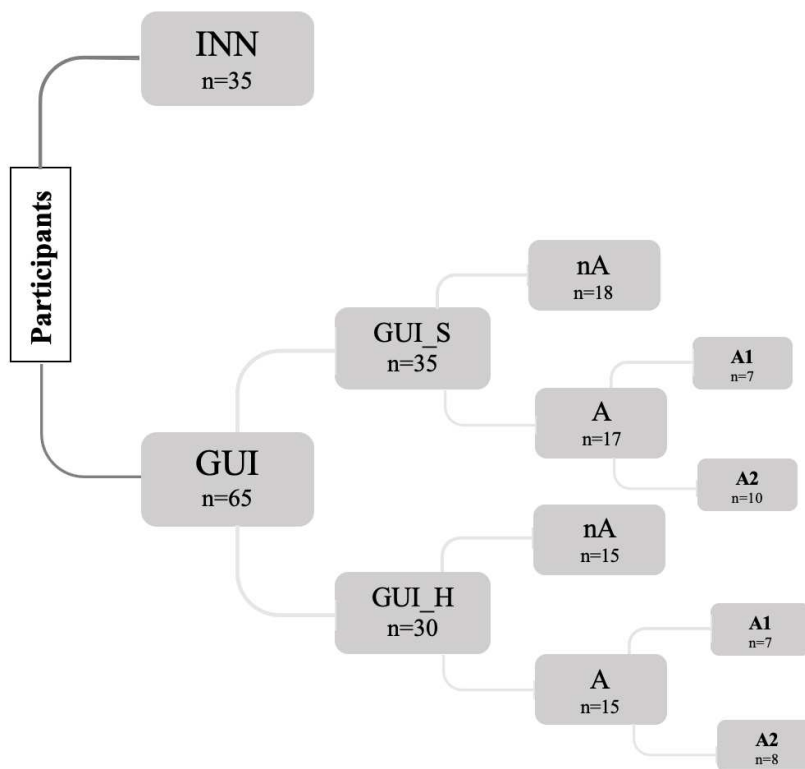 INN
n=35
Participants
nA
n=18
GUI_S
n=35
A1
n=7
A
n=17
GUI
n=65
A2
n=10
nA
n=15
GUI_H
n=30
A1
n=7
A
n=15
A2
n=8